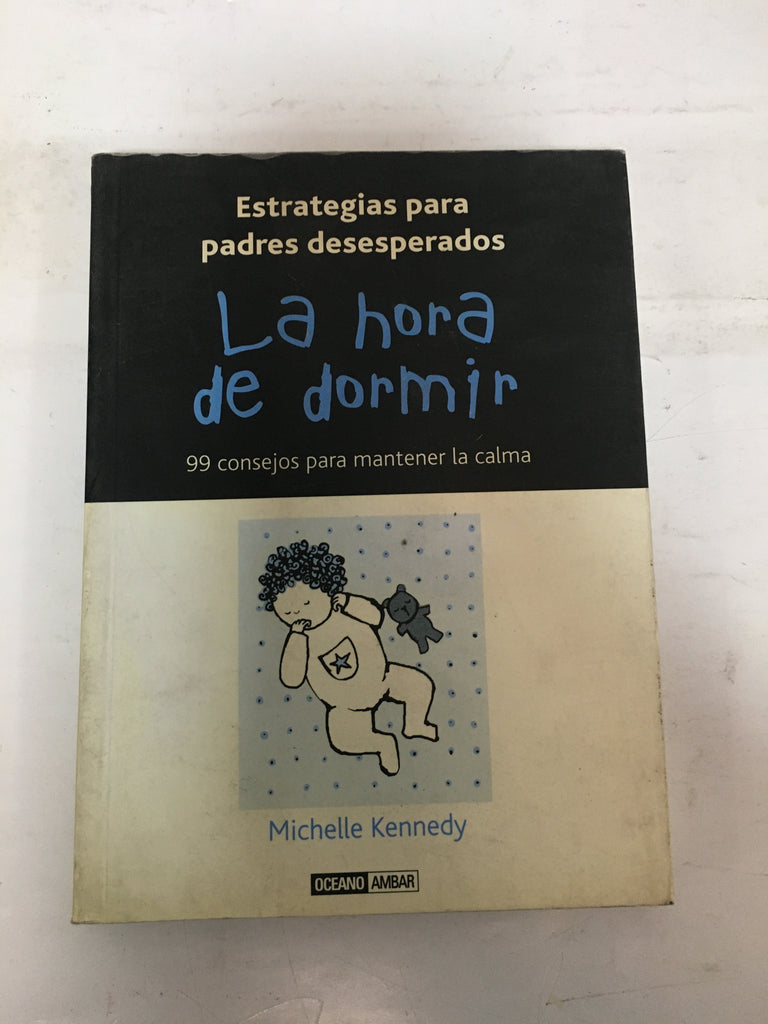 Estrategias para
padres desesperados
La hora
de dormir
99 consejos para mantener la calma
Michelle Kennedy
OCEANO AMBAR